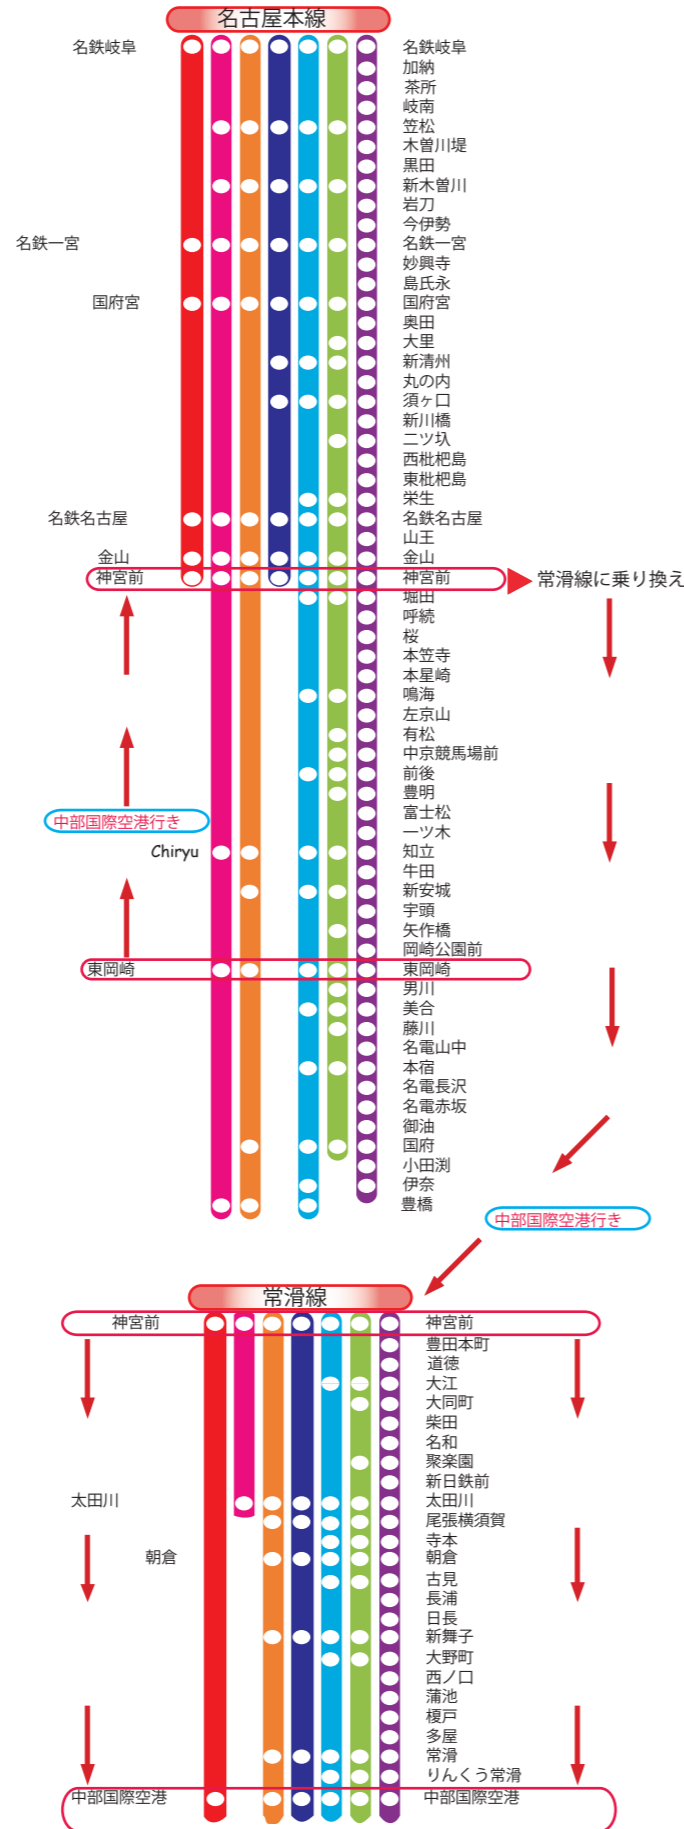 名古屋本線
名鉄岐阜
名鉄岐阜
加納
茶所
岐南
笠松
木曽川堤
黒田
新木曽川
岩刀
今伊勢
名鉄一宮
名鉄一宮
妙興寺
島氏永
国府宮
国府宮
奥田
大里
新清州
丸の内
須ヶ口
新川橋
二ツ圦
西枇杷島
東枇杷島
栄生
名鉄名古屋
名鉄名古屋
山王
金山
金山
神宮前
神宮前
常滑線に乗り換え
堀田
呼続
桜
本笠寺
本星崎
鳴海
左京山
有松
中京競馬場前
前後
豊明
富士松
中部国際空港行き
一ツ木
Chiryu
知立
牛田
新安城
宇頭
矢作橋
岡崎公園前
東岡崎
東岡崎
男川
美合
藤川
名電山中
本宿
名電長沢
名電赤坂
御油
国府
小田渕
伊奈
豊橋
中部国際空港行き
常滑線
神宮前
神宮前
豊田本町
道徳
大江
大同町
柴田
名和
聚楽園
新日鉄前
太田川
太田川
尾張横須賀
寺本
朝倉
朝倉
古見
長浦
日長
新舞子
大野町
西ノ口
蒲池
榎戸
多屋
常滑
りんくう常滑
中部国際空港
中部国際空港